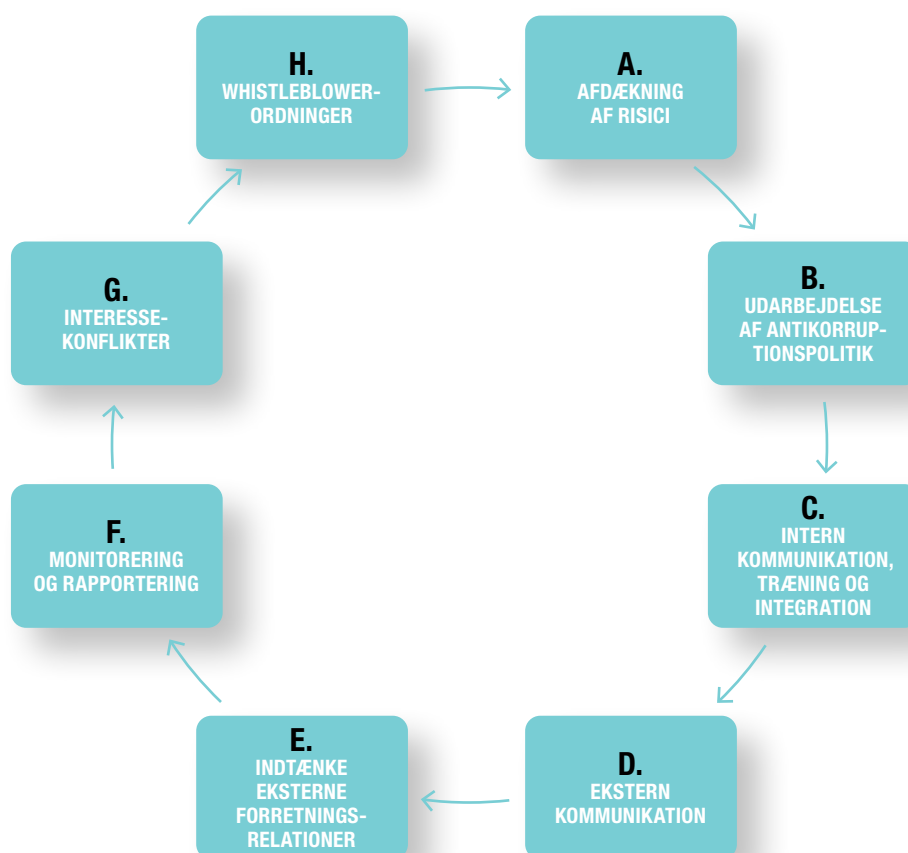 H.
WHISTLEBLOWER-
ORDNINGER
A.
AFDÆKNING
AF RISICI
B.
UDARBEJDELSE
AF ANTIKORRUP-
TIONSPOLITIK
C.
INTERN
KOMMUNIKATION,
TRÆNING OG
INTEGRATION
D.
EKSTERN
KOMMUNIKATION
E.
INDTÆNKE
EKSTERNE
FORRETNINGS-
RELATIONER
F.
MONITORERING
OG RAPPORTERING
G.
INTERESSE-
KONFLIKTER